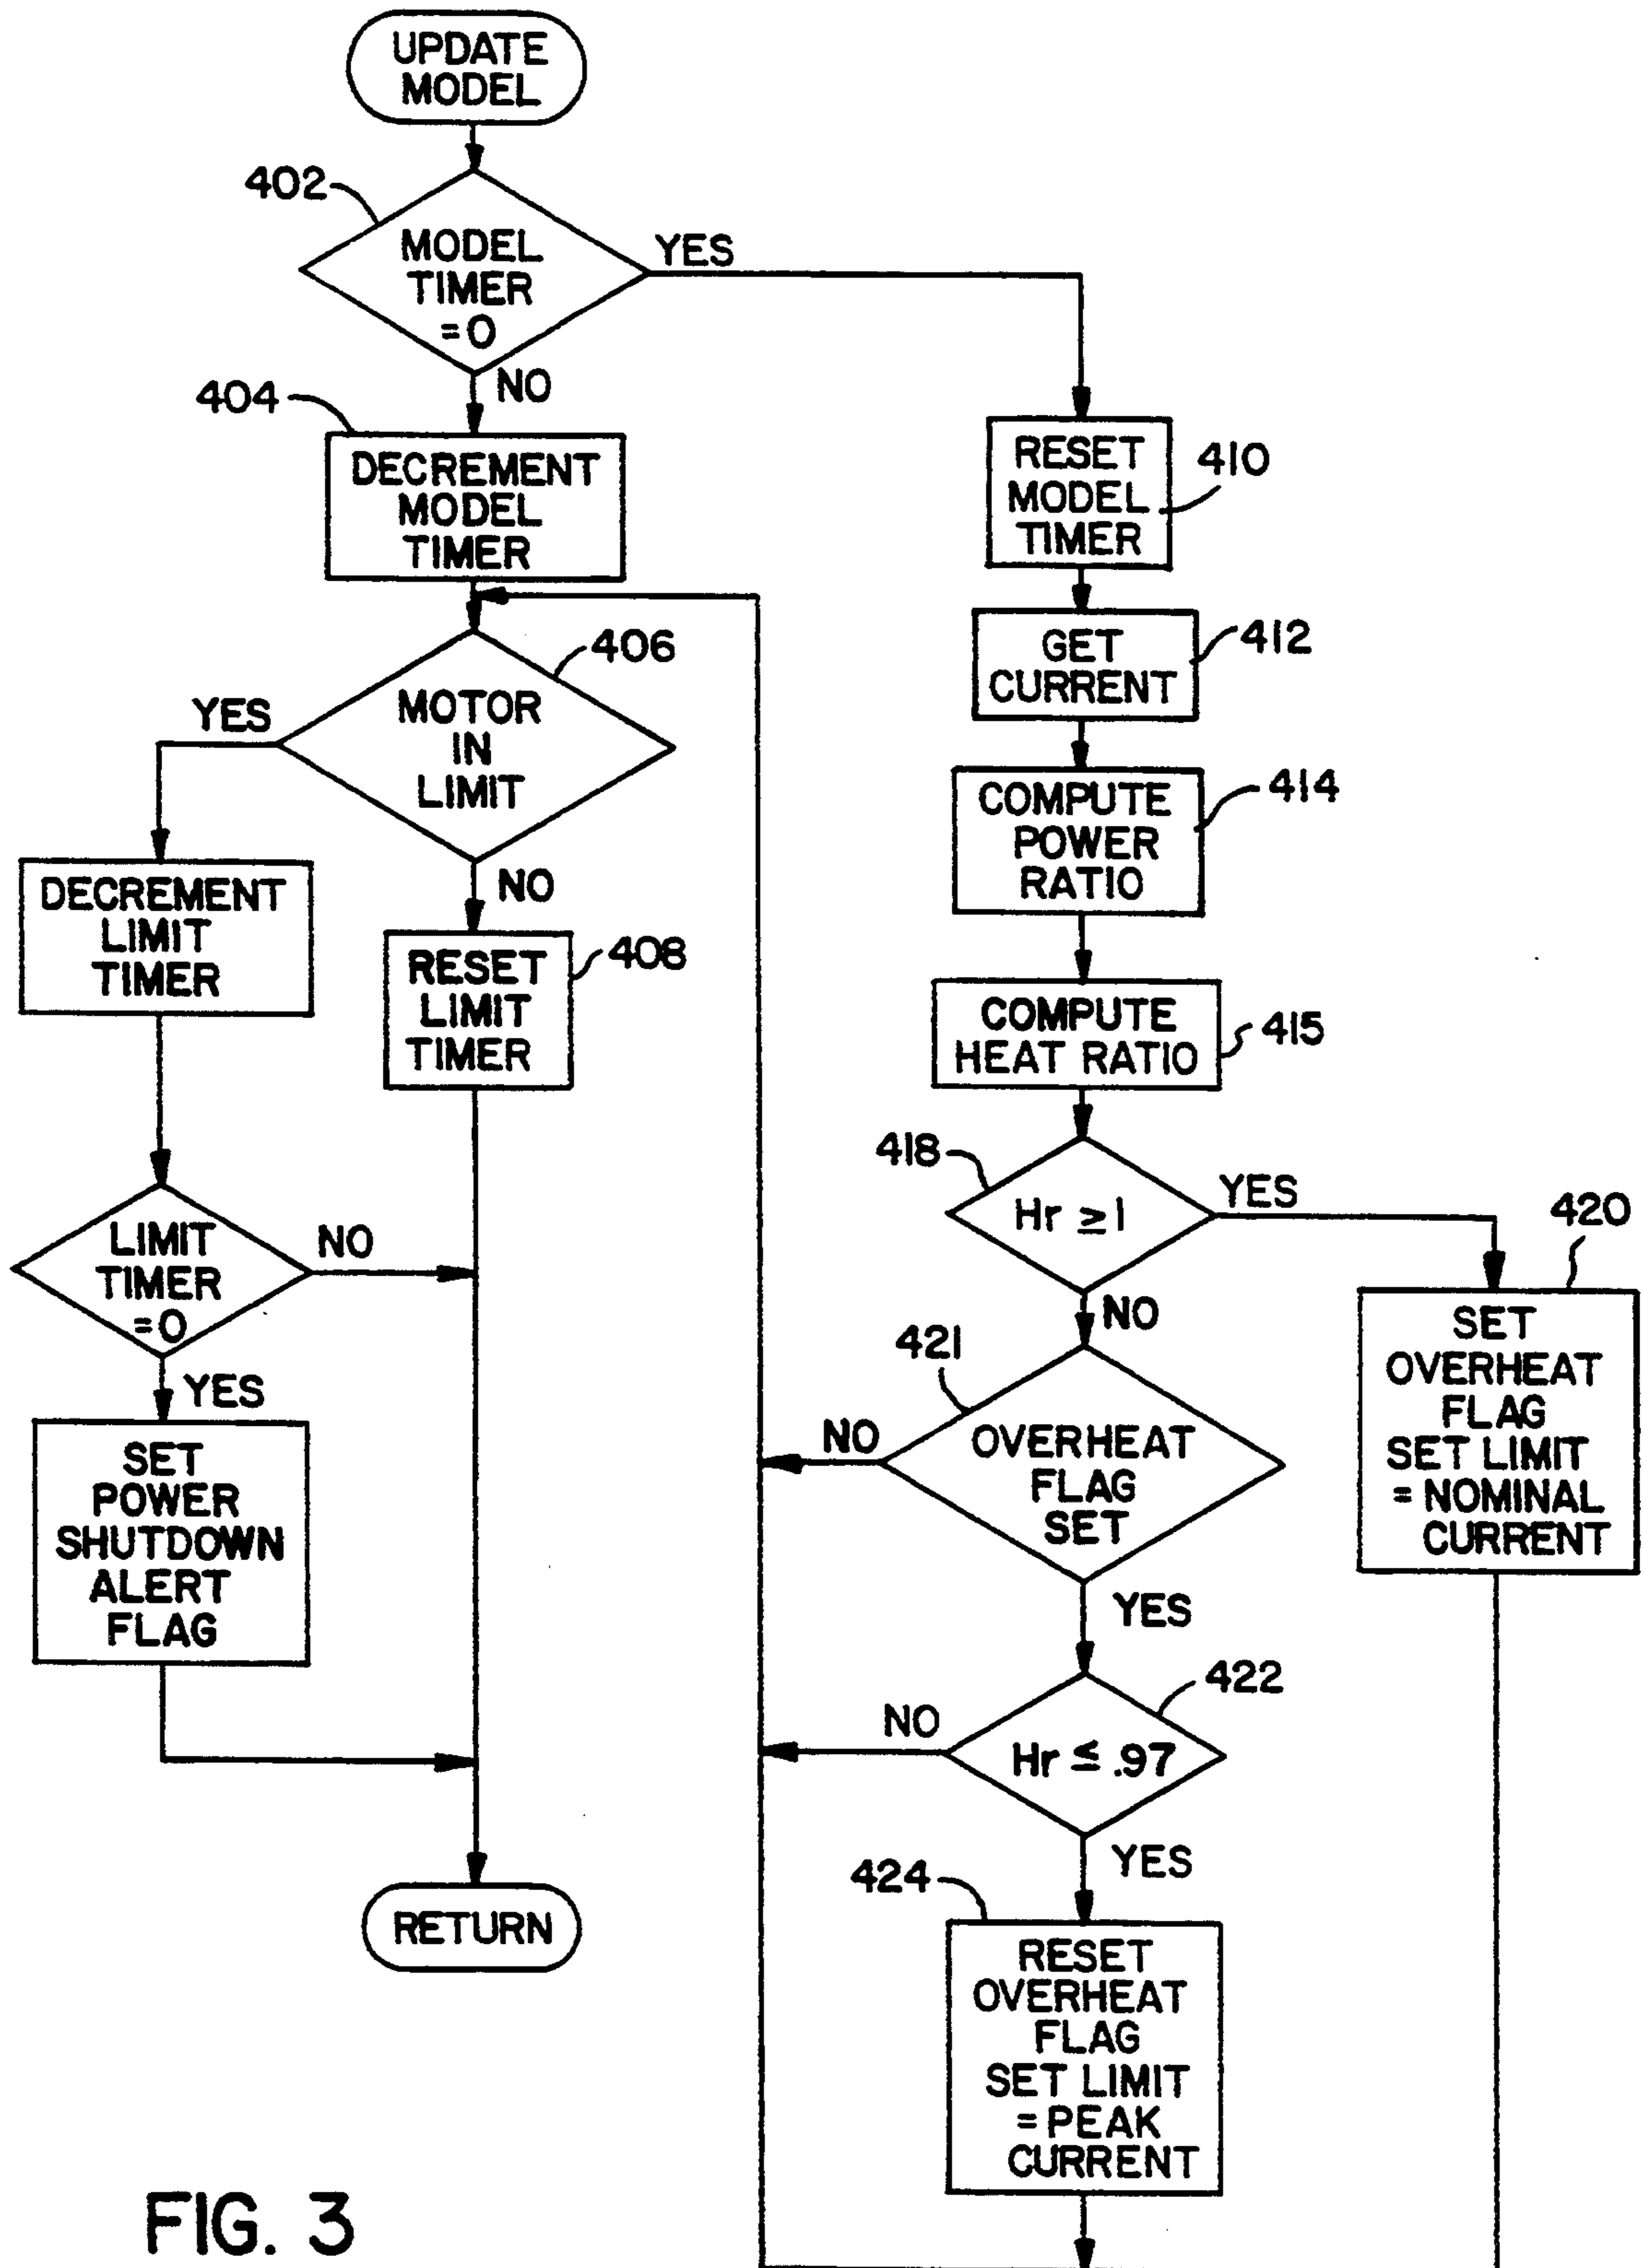 UPDATE
MODEL
402
MODEL
TIMER
=0
YES
NO
404
DECREMENT
MODEL
TIMER
406
MOTOR
IN
LIMIT
YES
NO
DECREMENT
LIMIT
TIMER
RESET
LIMIT
TIMER
408
LIMIT
TIMER
=0
NO
YES
SET
POWER
SHUTDOWN
ALERT
FLAG
RETURN
RESET
MODEL
TIMER
410
GET
CURRENT
412
COMPUTE
POWER
RATIO
414
COMPUTE
HEAT RATIO
415
418
Hr ≥ 1
YES
NO
420
SET
OVERHEAT
FLAG
SET LIMIT
= NOMINAL
CURRENT
421
OVERHEAT
FLAG
SET
NO
YES
422
Hr ≤ .97
NO
YES
424
RESET
OVERHEAT
FLAG
SET LIMIT
= PEAK
CURRENT
FIG. 3